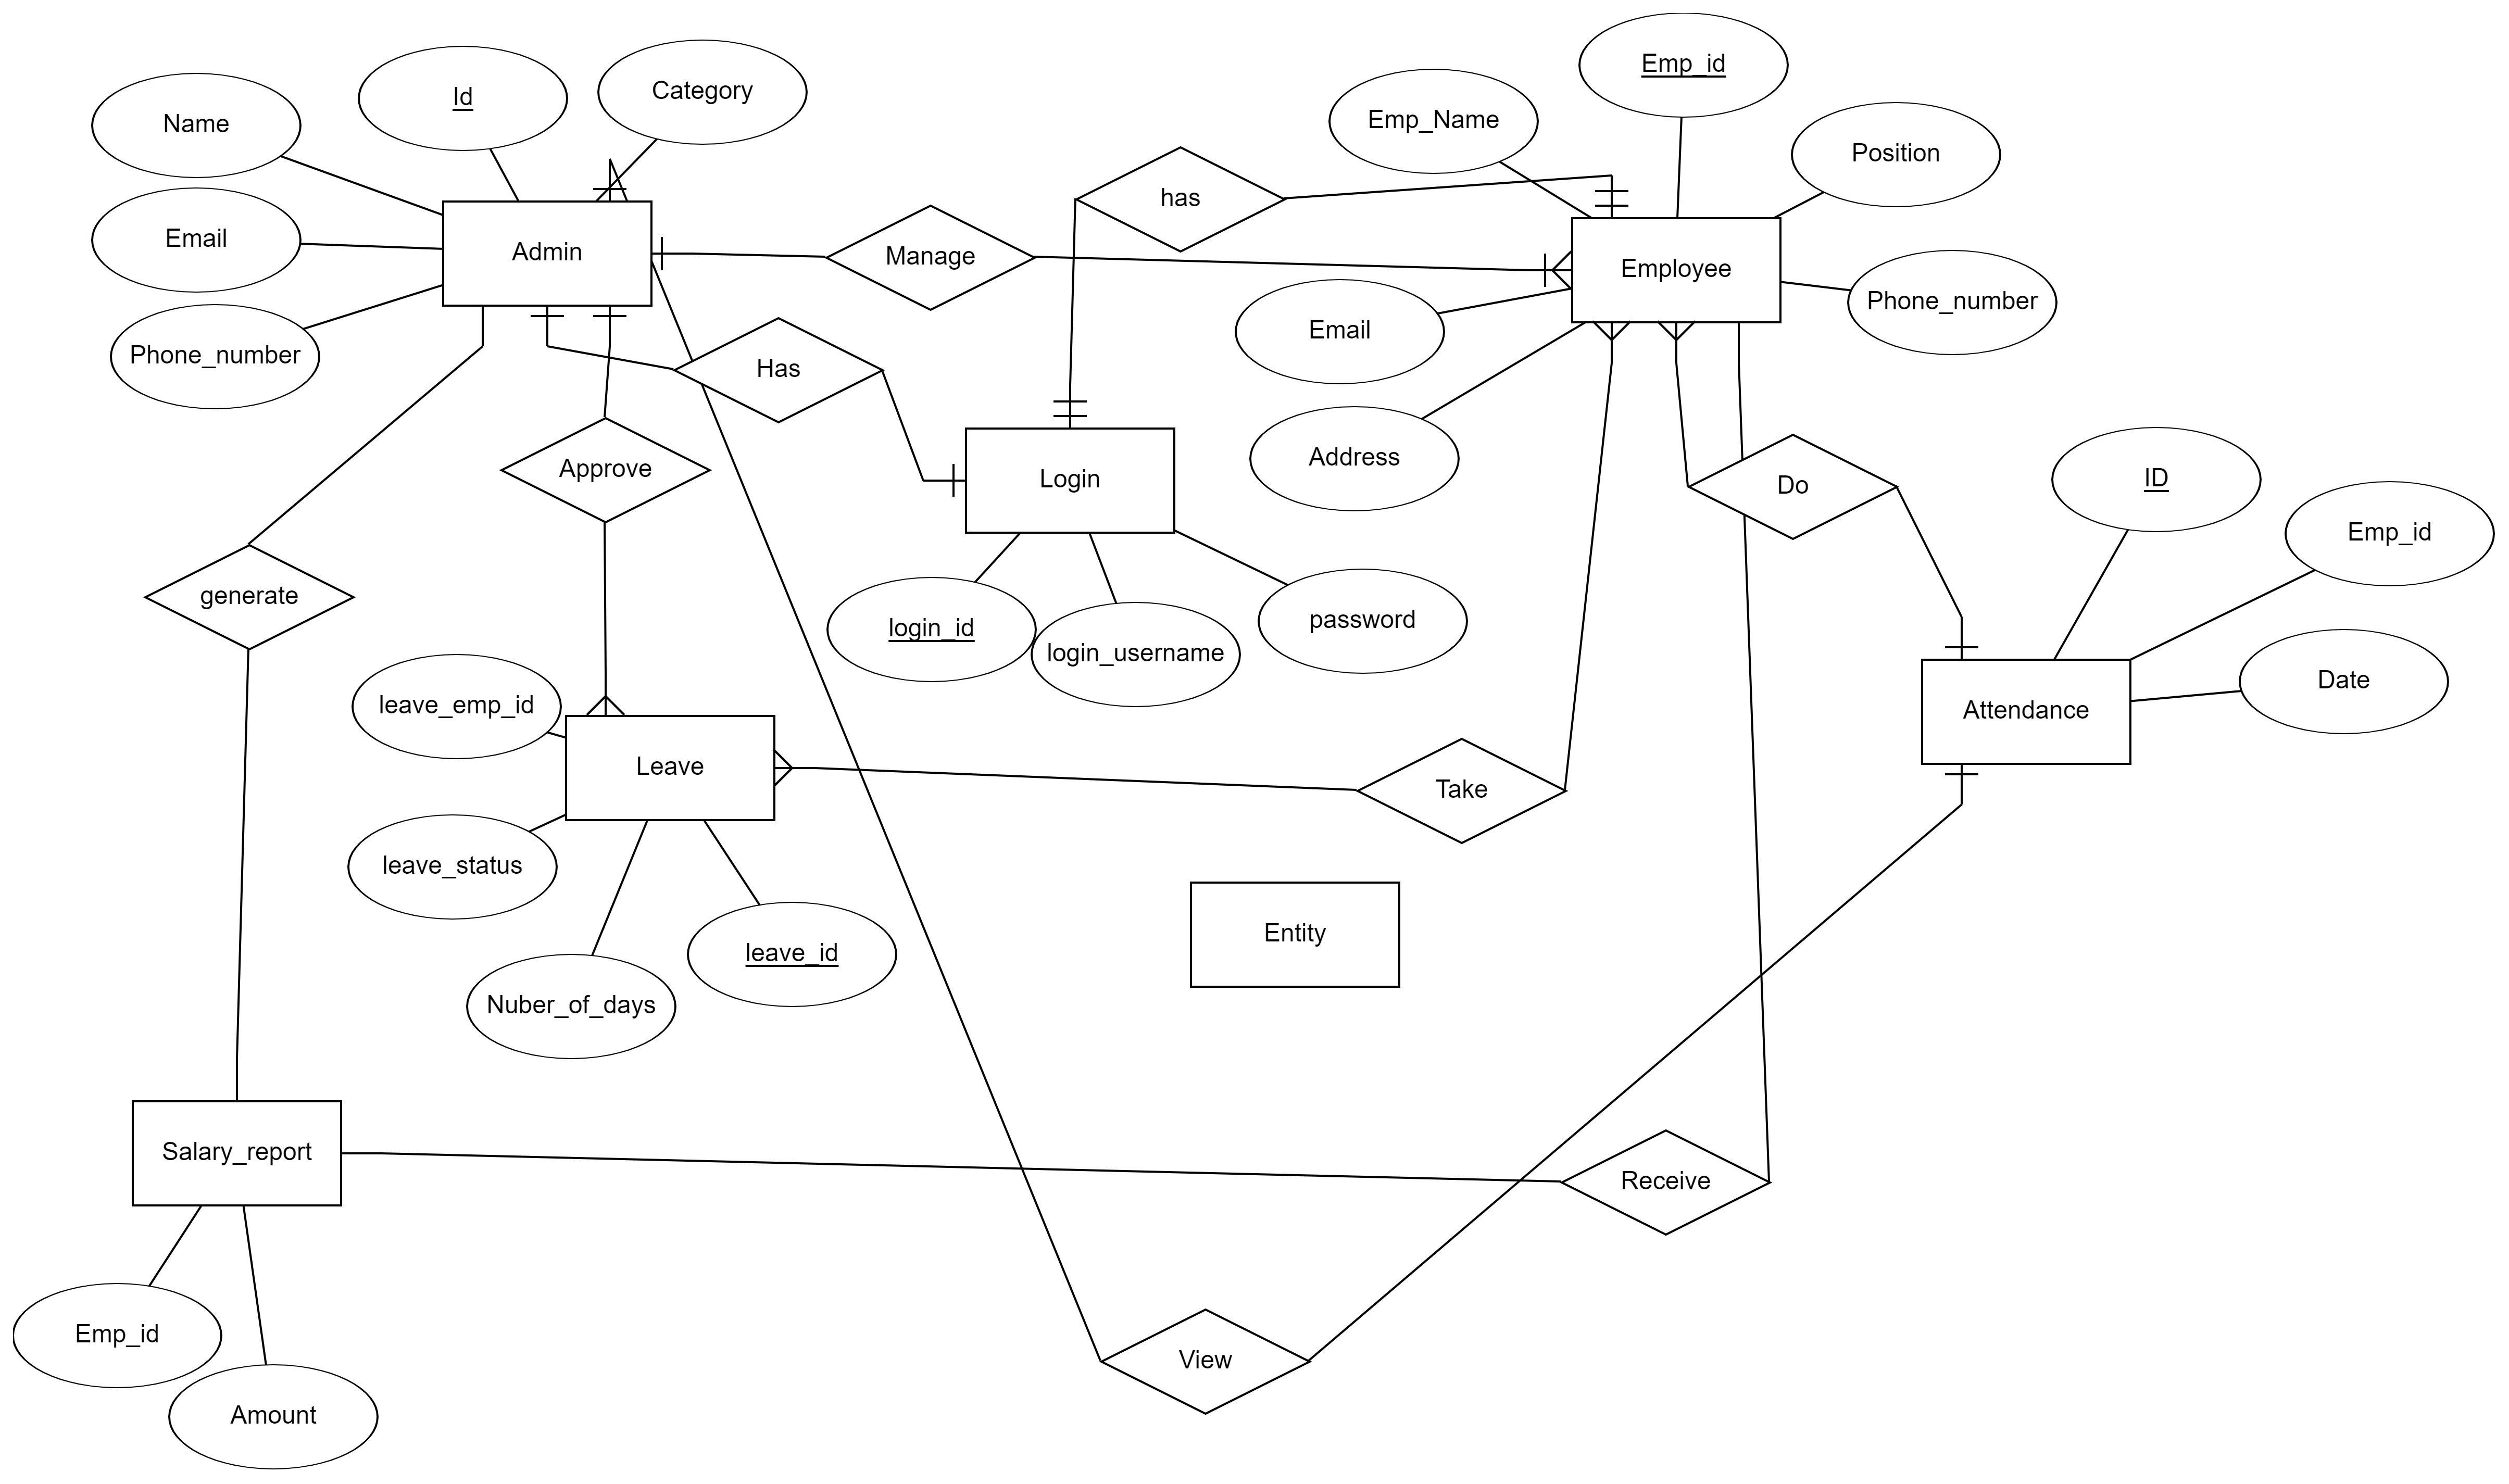 Emp_id
Category
Id
Emp_Name
Name
Position
has
Email
Admin
Manage
Employee
Phone_number
Email
Phone_number
Has
Address
Approve
Login
Do
ID
Emp_id
generate
password
login_id
login_username
Date
leave_emp_id
Attendance
Leave
Take
leave_status
Entity
leave_id
Nuber_of_days
Salary_report
Receive
Emp_id
View
Amount